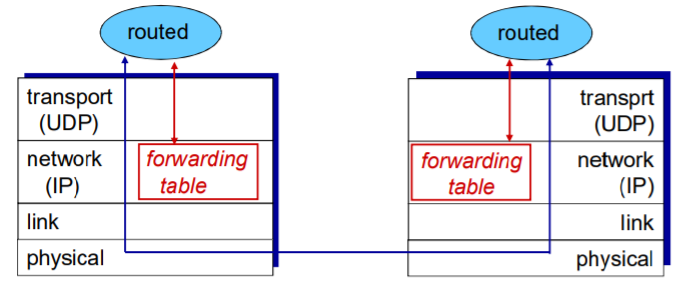 routed
transport
(UDP)
network
(IP)
forwarding
table
link
physical
routed
transprt
(UDP)
forwarding
table
network
(IP)
link
physical